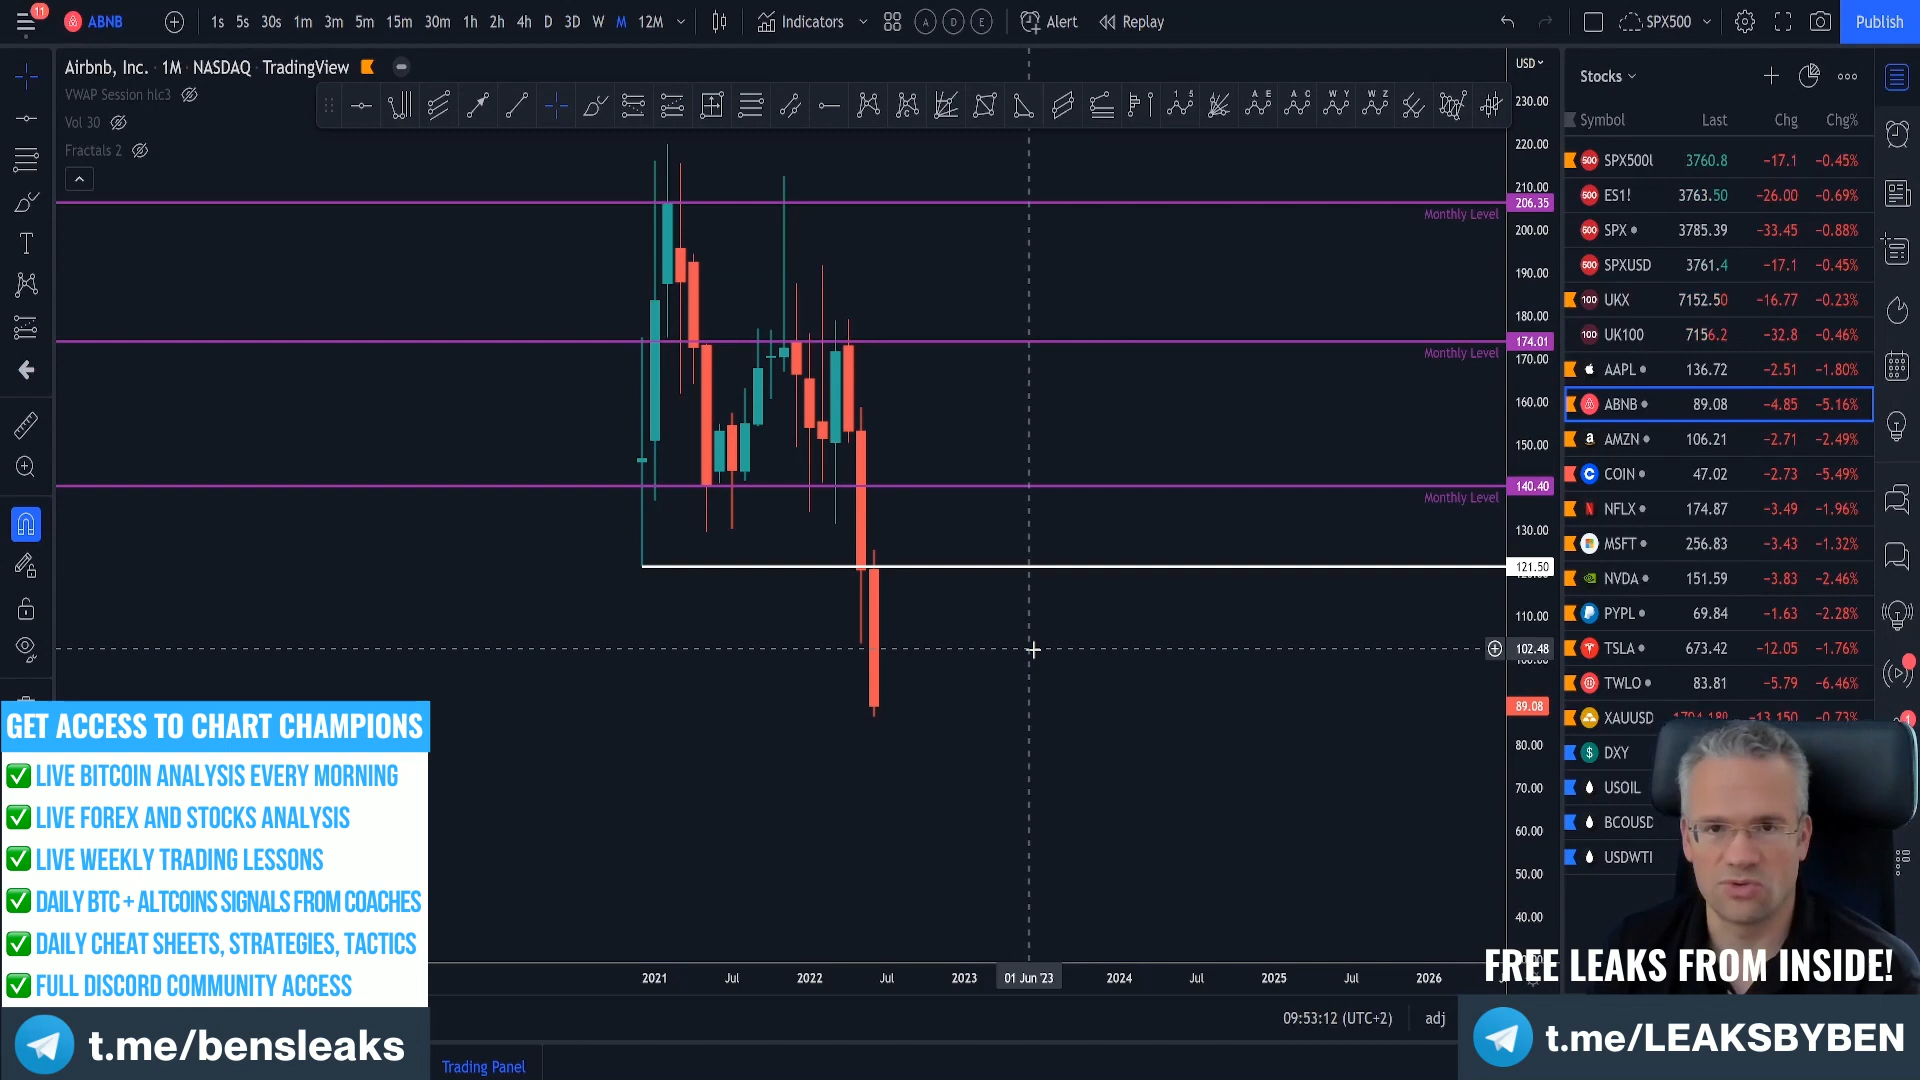 11
ABNB
1s 5s 30s 1m 3m 5m 15m 30m 1h 2h 4h D 3D W M 12M
Indicators
A D E
Alert
Replay
SPX500
Publish
Airbnb, Inc. · 1M · NASDAQ · TradingView
VWAP Session hlc3
Vol 30
Fractals 2
USD
230.00
220.00
210.00
206.35
Monthly Level
200.00
190.00
180.00
174.01
Monthly Level
170.00
160.00
150.00
140.40
Monthly Level
130.00
121.50
110.00
102.48
89.08
80.00
70.00
60.00
50.00
40.00
2021 Jul 2022 Jul 2023 01 Jun '23 2024 Jul 2025 Jul 2026
09:53:12 (UTC+2)
adj
Trading Panel
Stocks
Symbol Last Chg Chg%
SPX500 3760.8 −17.1 −0.45%
ES1! 3763.50 −26.00 −0.69%
SPX 3785.39 −33.45 −0.88%
SPXUSD 3761.4 −17.1 −0.45%
UKX 7152.50 −16.77 −0.23%
UK100 7156.2 −32.8 −0.46%
AAPL 136.72 −2.51 −1.80%
ABNB 89.08 −4.85 −5.16%
AMZN 106.21 −2.71 −2.49%
COIN 47.02 −2.73 −5.49%
NFLX 174.87 −3.49 −1.96%
MSFT 256.83 −3.43 −1.32%
NVDA 151.59 −3.83 −2.46%
PYPL 69.84 −1.63 −2.28%
TSLA 673.42 −12.05 −1.76%
TWLO 83.81 −5.79 −6.46%
XAUUSD −13.150 −0.73%
DXY
USOIL
BCOUSD
USDWTI
GET ACCESS TO CHART CHAMPIONS
✅ LIVE BITCOIN ANALYSIS EVERY MORNING
✅ LIVE FOREX AND STOCKS ANALYSIS
✅ LIVE WEEKLY TRADING LESSONS
✅ DAILY BTC + ALTCOINS SIGNALS FROM COACHES
✅ DAILY CHEAT SHEETS, STRATEGIES, TACTICS
✅ FULL DISCORD COMMUNITY ACCESS
t.me/bensleaks
FREE LEAKS FROM INSIDE!
t.me/LEAKSBYBEN